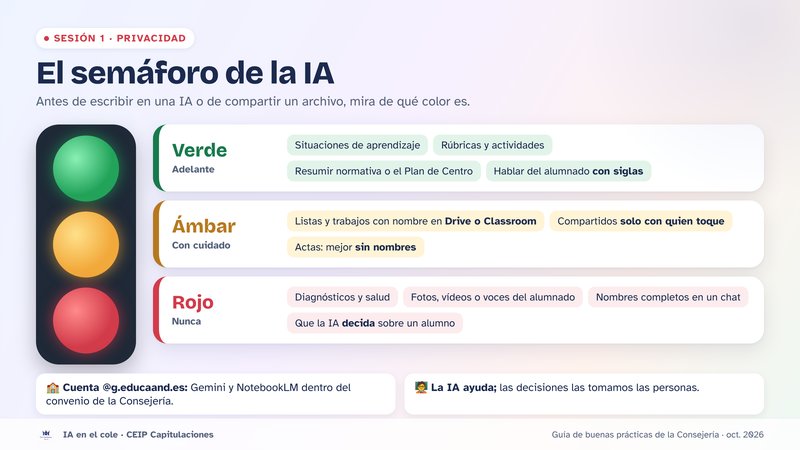 SESIÓN 1 · PRIVACIDAD
El semáforo de la IA
Antes de escribir en una IA o de compartir un archivo, mira de qué color es.
Verde
Adelante
Situaciones de aprendizaje
Rúbricas y actividades
Resumir normativa o el Plan de Centro
Hablar del alumnado con siglas
Ámbar
Con cuidado
Listas y trabajos con nombre en Drive o Classroom
Compartidos solo con quien toque
Actas: mejor sin nombres
Rojo
Nunca
Diagnósticos y salud
Fotos, vídeos o voces del alumnado
Nombres completos en un chat
Que la IA decida sobre un alumno
Cuenta @g.educaand.es: Gemini y NotebookLM dentro del
convenio de la Consejería.
La IA ayuda; las decisiones las tomamos las personas.
IA en el cole · CEIP Capitulaciones
Guía de buenas prácticas de la Consejería · oct. 2026